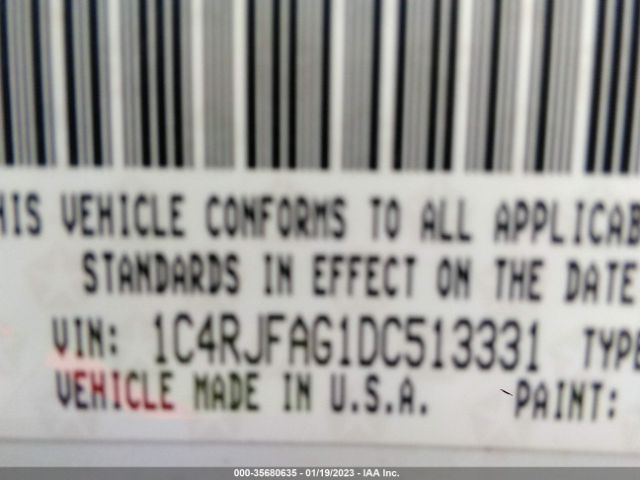 HIS VEHICLE CONFORMS TO ALL APPLICAB
STANDARDS IN EFFECT ON THE DATE
VIN: 1C4RJFAG1DC513331 TYPE
VEHICLE MADE IN U.S.A. PAINT:
000-35680635 - 01/19/2023 - IAA Inc.